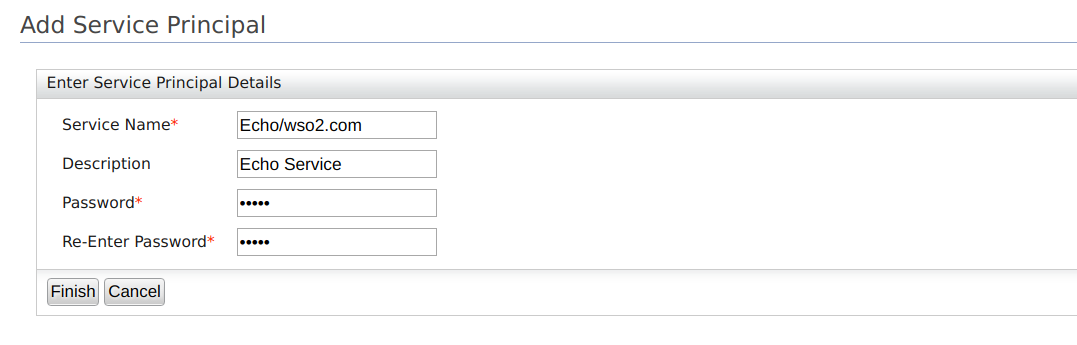 Add Service Principal
Enter Service Principal Details
Service Name* Echo/wso2.com
Description Echo Service
Password* •••••
Re-Enter Password* •••••
Finish Cancel